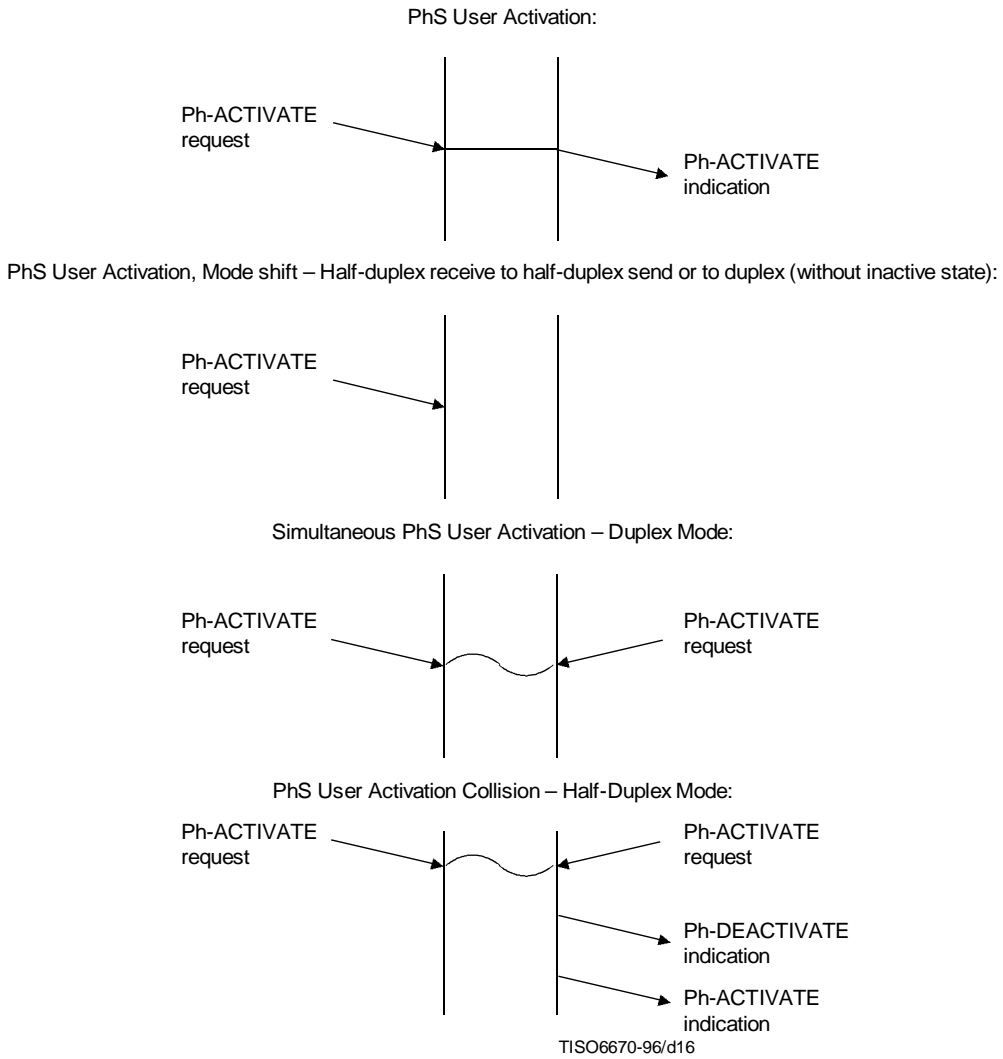 PhS User Activation:
Ph-ACTIVATE
request
Ph-ACTIVATE
indication
PhS User Activation, Mode shift – Half-duplex receive to half-duplex send or to duplex (without inactive state):
Ph-ACTIVATE
request
Simultaneous PhS User Activation – Duplex Mode:
Ph-ACTIVATE
request
Ph-ACTIVATE
request
PhS User Activation Collision – Half-Duplex Mode:
Ph-ACTIVATE
request
Ph-ACTIVATE
request
Ph-DEACTIVATE
indication
Ph-ACTIVATE
indication
TISO6670-96/d16